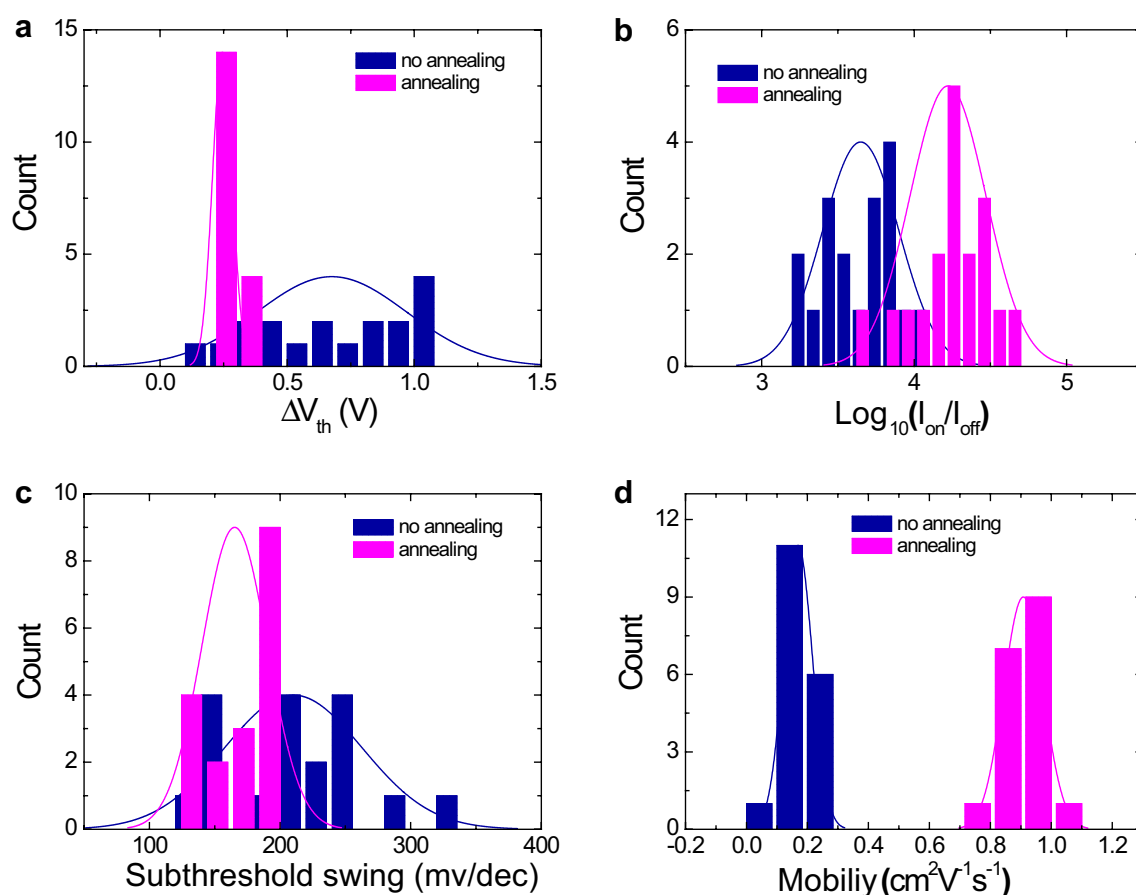 a
15
10
5
0
Count
no annealing
annealing
0.0 0.5 1.0 1.5
ΔV_th (V)
b
6
4
2
0
Count
no annealing
annealing
3 4 5
Log₁₀(I_on/I_off)
c
10
8
6
4
2
0
Count
no annealing
annealing
100 200 300 400
Subthreshold swing (mv/dec)
d
12
9
6
3
0
Count
no annealing
annealing
-0.2 0.0 0.2 0.4 0.6 0.8 1.0 1.2
Mobiliy (cm²V⁻¹s⁻¹)